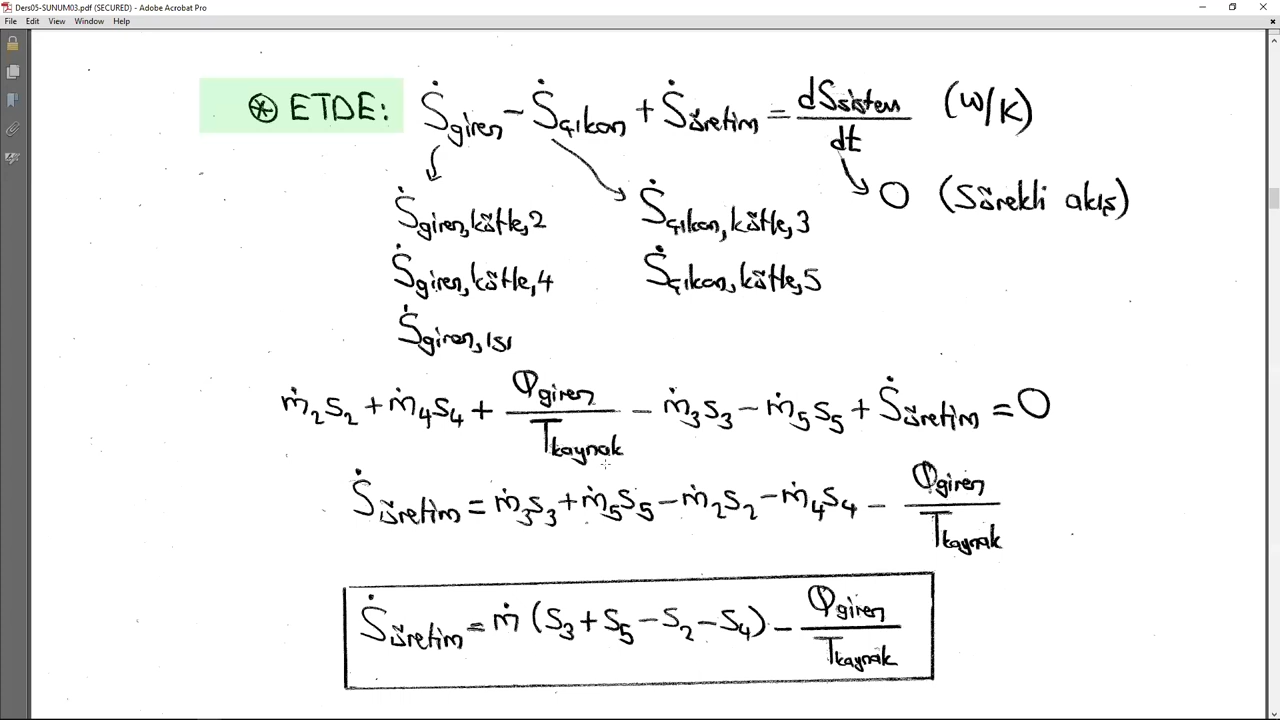 Ders05-SUNUM03.pdf (SECURED) - Adobe Acrobat Pro
File Edit View Window Help
⊛ ETDE: Ṡgiren - Ṡçıkan + Ṡüretim = dSsistem/dt (W/K)
0 (Sürekli akış)
Ṡgiren,kütle,2 Ṡçıkan,kütle,3
Ṡgiren,kütle,4 Ṡçıkan,kütle,5
Ṡgiren,ısı
ṁ₂s₂ + ṁ₄s₄ + Φgiren/Tkaynak - ṁ₃s₃ - ṁ₅s₅ + Ṡüretim = 0
Ṡüretim = ṁ₃s₃ + ṁ₅s₅ - ṁ₂s₂ - ṁ₄s₄ - Φgiren/Tkaynak
Ṡüretim = ṁ (s₃ + s₅ - s₂ - s₄) - Φgiren/Tkaynak